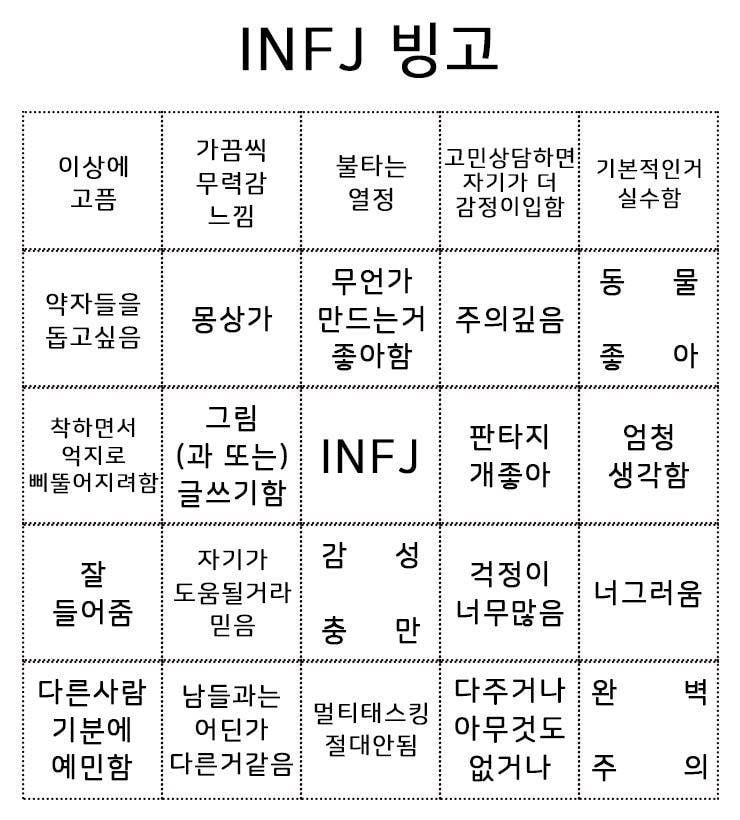 INFJ 빙고
이상에
고픔
가끔씩
무력감
느낌
불타는
열정
고민상담하면
자기가 더
감정이입함
기본적인거
실수함
약자들을
돕고싶음
몽상가
무언가
만드는거
좋아함
주의깊음
동 물
좋 아
착하면서
억지로
삐뚤어지려함
그림
(과 또는)
글쓰기함
INFJ
판타지
개좋아
엄청
생각함
잘
들어줌
자기가
도움될거라
믿음
감 성
충 만
걱정이
너무많음
너그러움
다른사람
기분에
예민함
남들과는
어딘가
다른거같음
멀티태스킹
절대안됨
다주거나
아무것도
없거나
완 벽
주 의